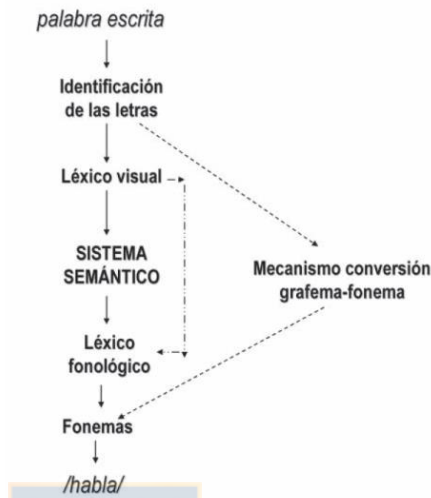 palabra escrita
Identificación
de las letras
Léxico visual
SISTEMA
SEMÁNTICO
Mecanismo conversión
grafema-fonema
Léxico
fonológico
Fonemas
/habla/